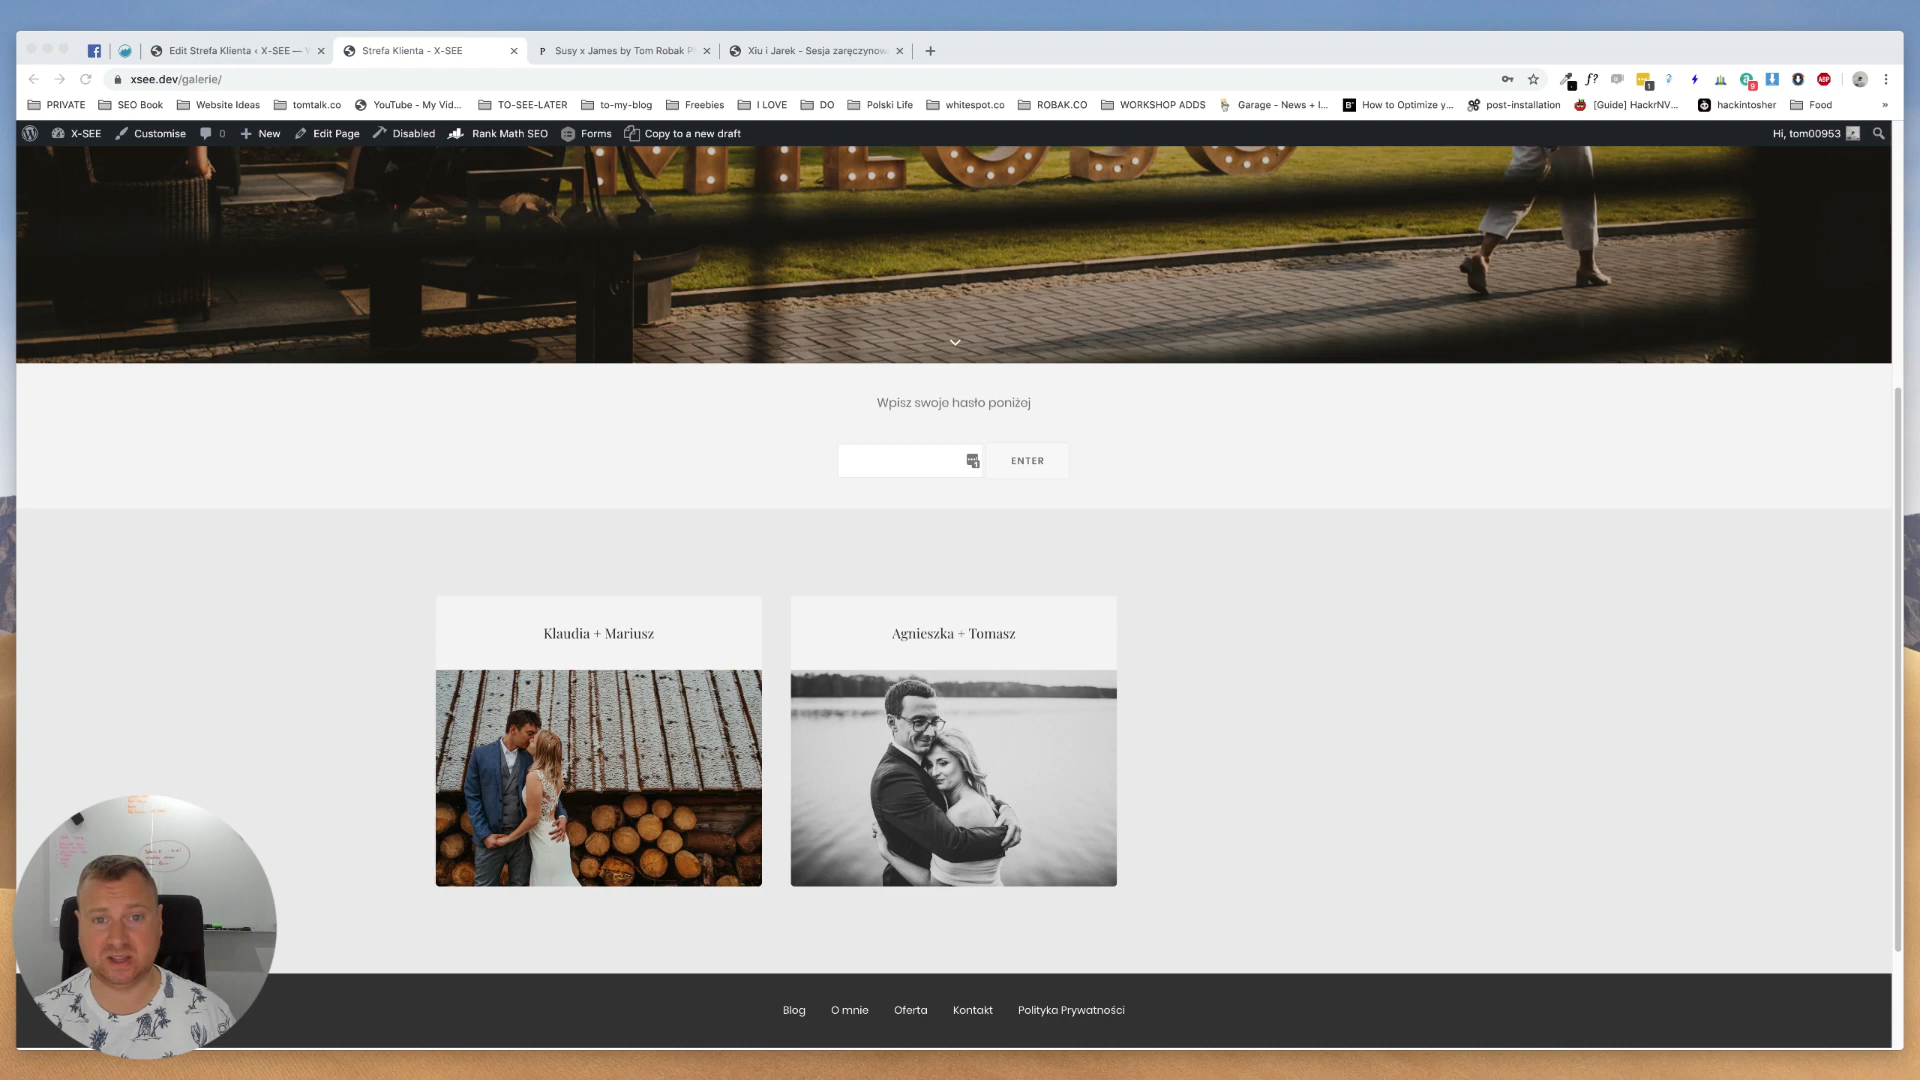 Edit Strefa Klienta ‹ X-SEE — W
Strefa Klienta - X-SEE
P Susy x James by Tom Robak P
Xiu i Jarek - Sesja zaręczynow
xsee.dev/galerie/
f?
1
9
ABP
PRIVATE
SEO Book
Website Ideas
tomtalk.co
YouTube - My Vid...
TO-SEE-LATER
to-my-blog
Freebies
I LOVE
DO
Polski Life
whitespot.co
ROBAK.CO
WORKSHOP ADDS
Garage - News + I...
How to Optimize y...
post-installation
[Guide] HackrNV...
hackintosher
Food
»
X-SEE
Customise
0
New
Edit Page
Disabled
Rank Math SEO
Forms
Copy to a new draft
Hi, tom00953
Wpisz swoje hasło poniżej
ENTER
Klaudia + Mariusz
Agnieszka + Tomasz
Blog
O mnie
Oferta
Kontakt
Polityka Prywatności